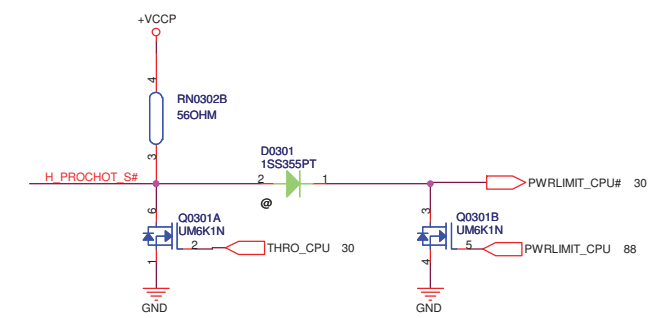 +VCCP
4
RN0302B
56OHM
3
H_PROCHOT_S#
D0301
1SS355PT
2
1
@
PWRLIMIT_CPU# 30
6
Q0301A
UM6K1N
2
THRO_CPU 30
1
GND
3
Q0301B
UM6K1N
5
PWRLIMIT_CPU 88
4
GND